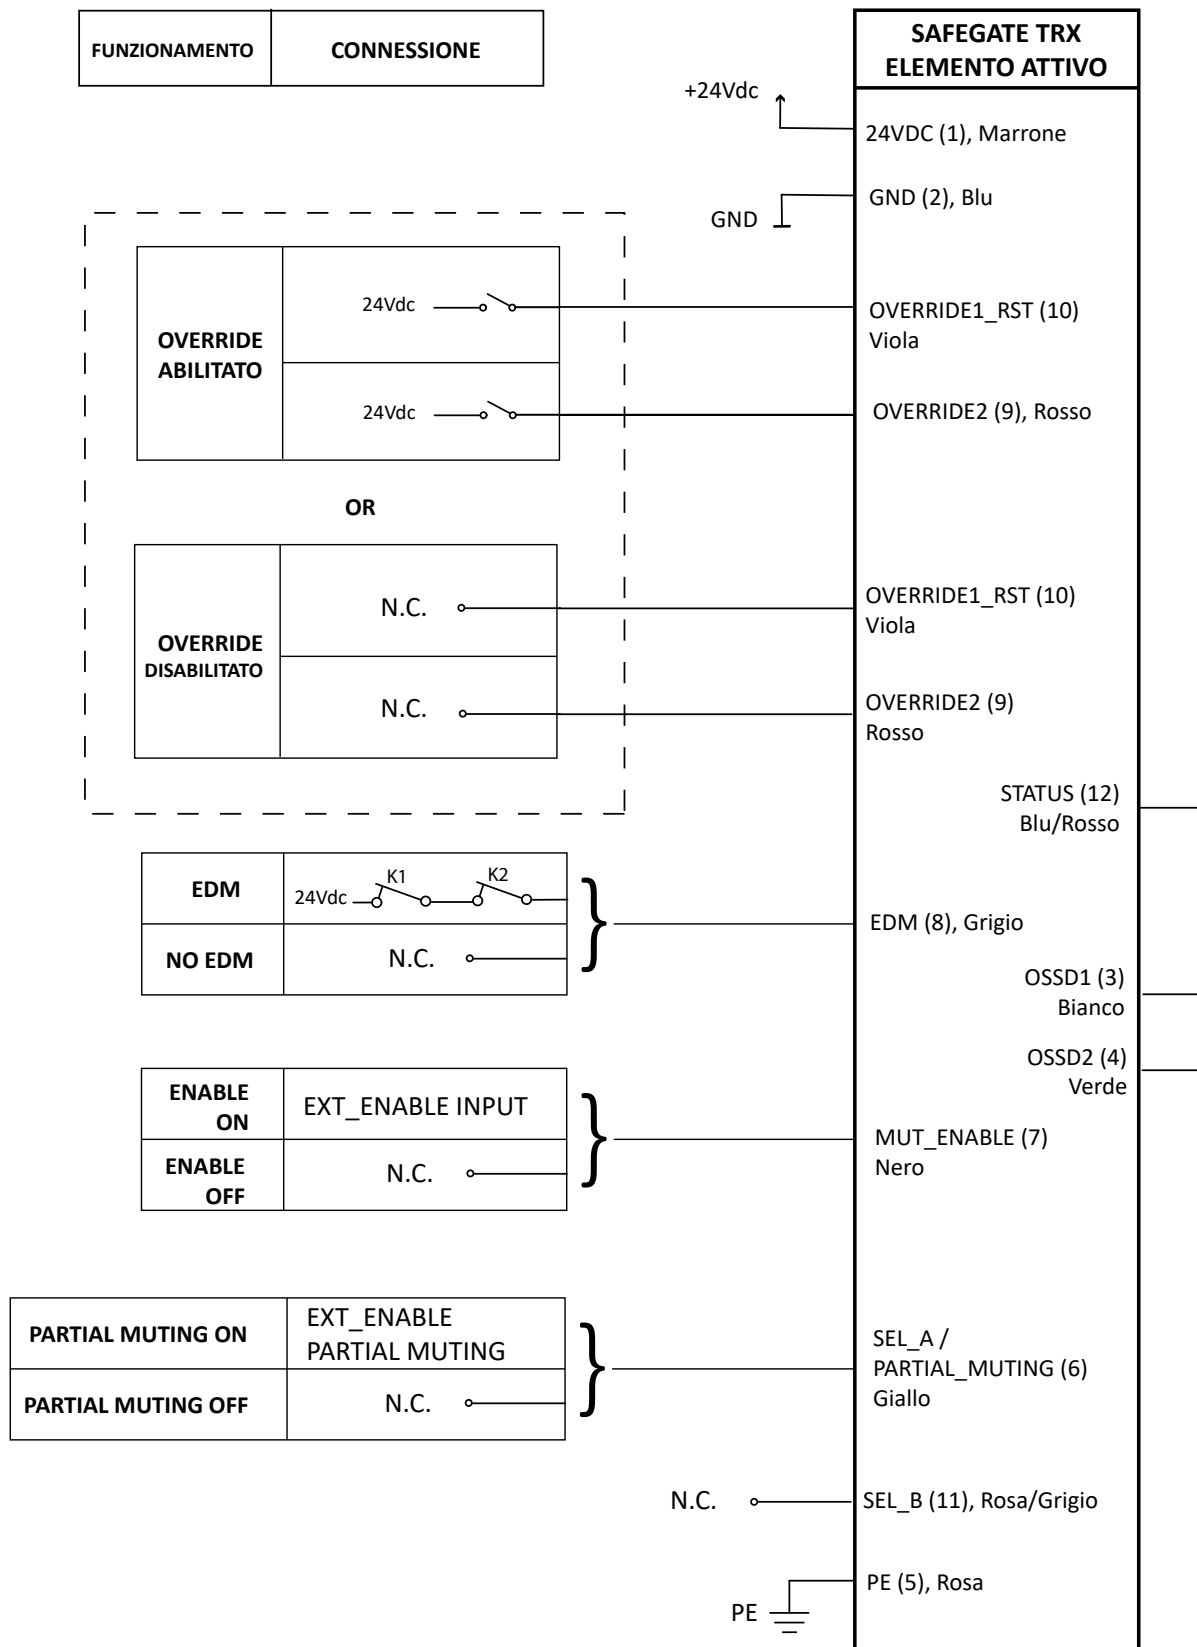 FUNZIONAMENTO
CONNESSIONE
SAFEGATE TRX
ELEMENTO ATTIVO
+24Vdc
24VDC (1), Marrone
GND
GND (2), Blu
OVERRIDE
ABILITATO
24Vdc
OVERRIDE1_RST (10)
Viola
24Vdc
OVERRIDE2 (9), Rosso
OR
OVERRIDE
DISABILITATO
N.C.
OVERRIDE1_RST (10)
Viola
N.C.
OVERRIDE2 (9)
Rosso
STATUS (12)
Blu/Rosso
EDM
24Vdc
K1
K2
NO EDM
N.C.
EDM (8), Grigio
OSSD1 (3)
Bianco
OSSD2 (4)
Verde
ENABLE
ON
EXT_ENABLE INPUT
ENABLE
OFF
N.C.
MUT_ENABLE (7)
Nero
PARTIAL MUTING ON
EXT_ENABLE
PARTIAL MUTING
PARTIAL MUTING OFF
N.C.
SEL_A /
PARTIAL_MUTING (6)
Giallo
N.C.
SEL_B (11), Rosa/Grigio
PE
PE (5), Rosa